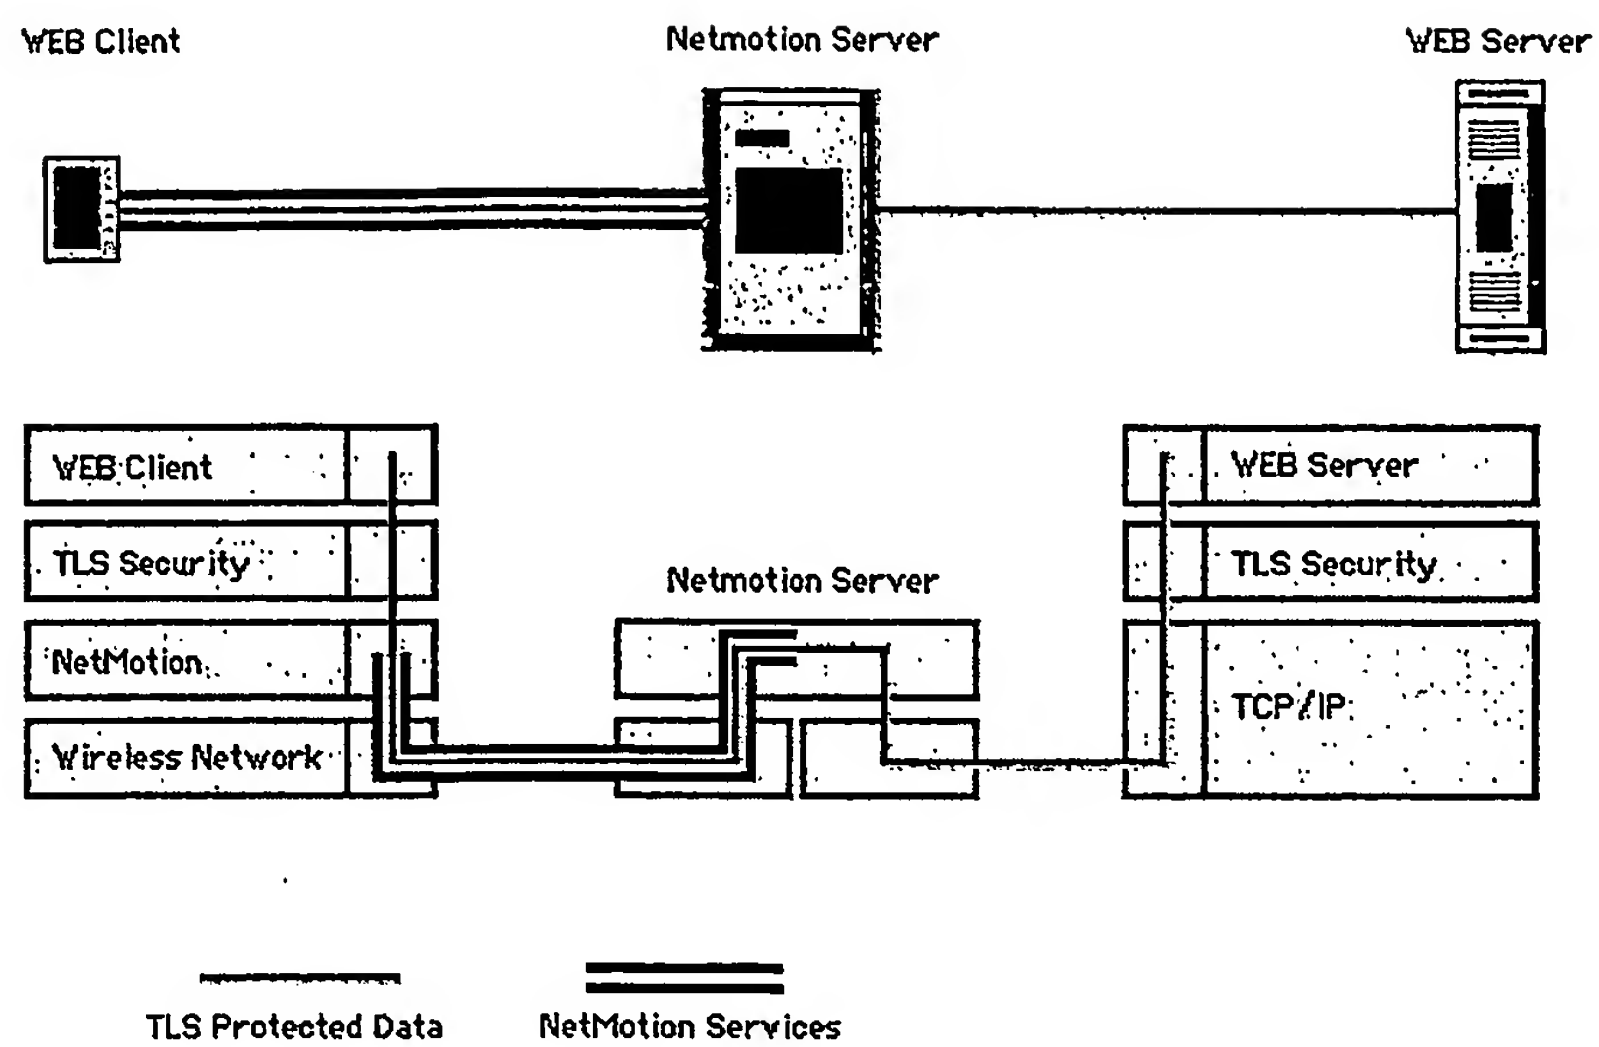 WEB Client
Netmotion Server
WEB Server
WEB Client
TLS Security
NetMotion
Wireless Network
Netmotion Server
WEB Server
TLS Security
TCP/IP
TLS Protected Data
NetMotion Services